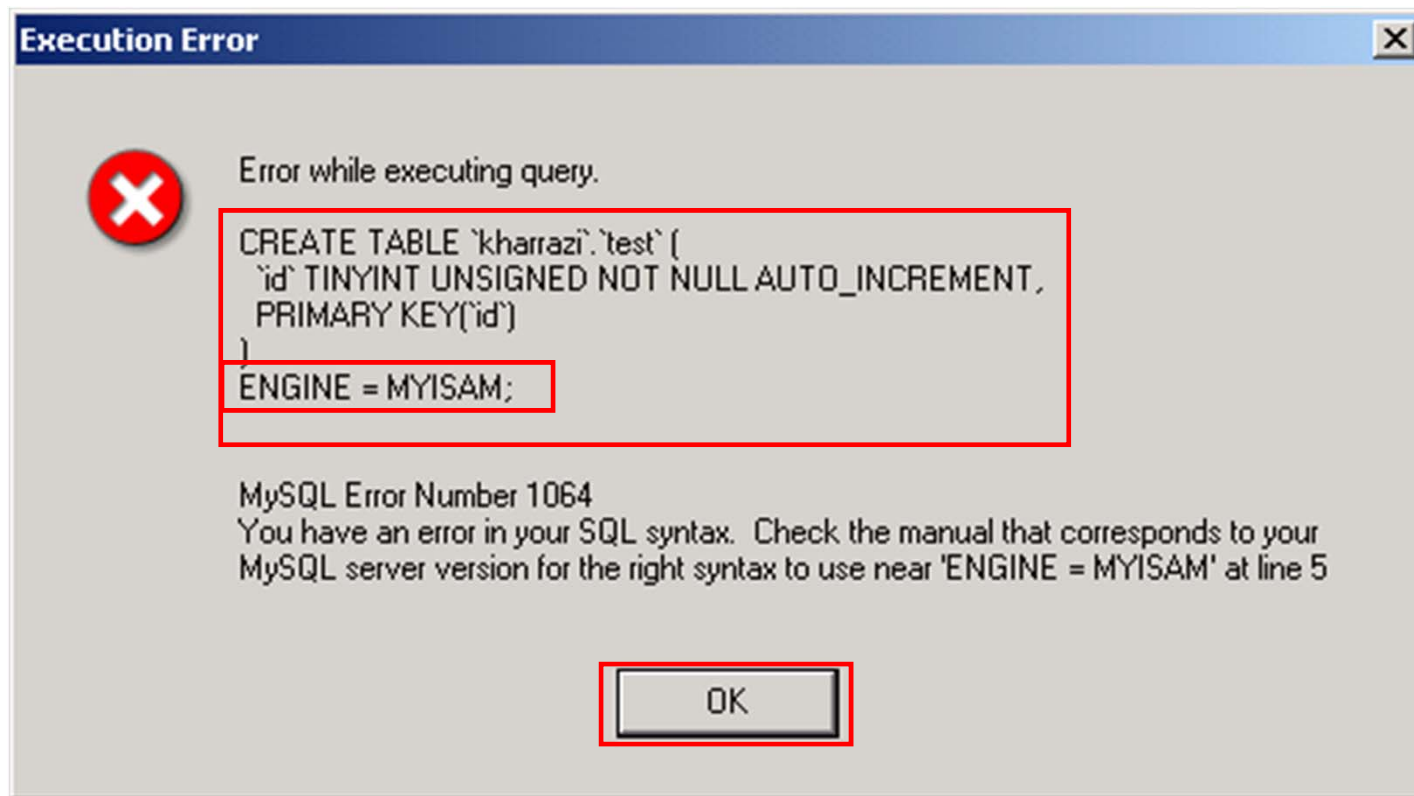 Execution Error
Error while executing query.
CREATE TABLE `kharrazi`.`test` (
`id` TINYINT UNSIGNED NOT NULL AUTO_INCREMENT,
PRIMARY KEY(`id`)
)
ENGINE = MYISAM;
MySQL Error Number 1064
You have an error in your SQL syntax.  Check the manual that corresponds to your
MySQL server version for the right syntax to use near 'ENGINE = MYISAM' at line 5
OK